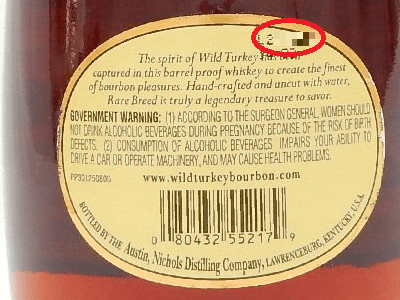 2
The spirit of Wild Turkey has been
captured in this barrel proof whiskey to create the finest
of bourbon pleasures. Hand-crafted and uncut with water,
Rare Breed is truly a legendary treasure to savor.
GOVERNMENT WARNING: (1) ACCORDING TO THE SURGEON GENERAL, WOMEN SHOULD
NOT DRINK ALCOHOLIC BEVERAGES DURING PREGNANCY BECAUSE OF THE RISK OF BIRTH
DEFECTS. (2) CONSUMPTION OF ALCOHOLIC BEVERAGES IMPAIRS YOUR ABILITY TO
DRIVE A CAR OR OPERATE MACHINERY, AND MAY CAUSE HEALTH PROBLEMS.
www.wildturkeybourbon.com
0 80432 55217 9
BOTTLED BY THE Austin, Nichols Distilling Company, LAWRENCEBURG, KENTUCKY, U.S.A.